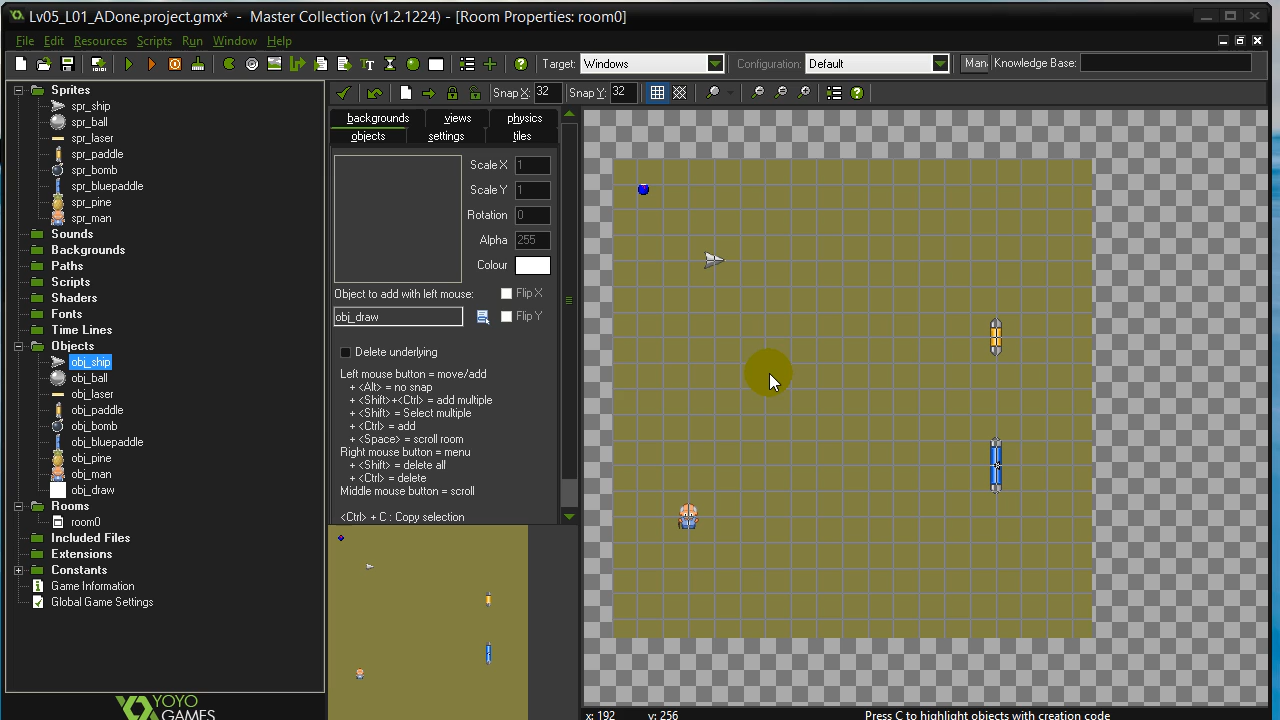 Lv05_L01_ADone.project.gmx* - Master Collection (v1.2.1224) - [Room Properties: room0]
File Edit Resources Scripts Run Window Help
Target: Windows Configuration: Default Man Knowledge Base:
Snap X: 32 Snap Y: 32
Sprites
spr_ship
spr_ball
spr_laser
spr_paddle
spr_bomb
spr_bluepaddle
spr_pine
spr_man
Sounds
Backgrounds
Paths
Scripts
Shaders
Fonts
Time Lines
Objects
obj_ship
obj_ball
obj_laser
obj_paddle
obj_bomb
obj_bluepaddle
obj_pine
obj_man
obj_draw
Rooms
room0
Included Files
Extensions
Constants
Game Information
Global Game Settings
YOYO
GAMES
backgrounds views physics
objects settings tiles
Scale X 1
Scale Y 1
Rotation 0
Alpha 255
Colour
Object to add with left mouse: Flip X
obj_draw Flip Y
Delete underlying
Left mouse button = move/add
+ <Alt> = no snap
+ <Shift>+<Ctrl> = add multiple
+ <Shift> = Select multiple
+ <Ctrl> = add
+ <Space> = scroll room
Right mouse button = menu
+ <Shift> = delete all
+ <Ctrl> = delete
Middle mouse button = scroll
<Ctrl> + C : Copy selection
x: 192 y: 256 Press C to highlight objects with creation code